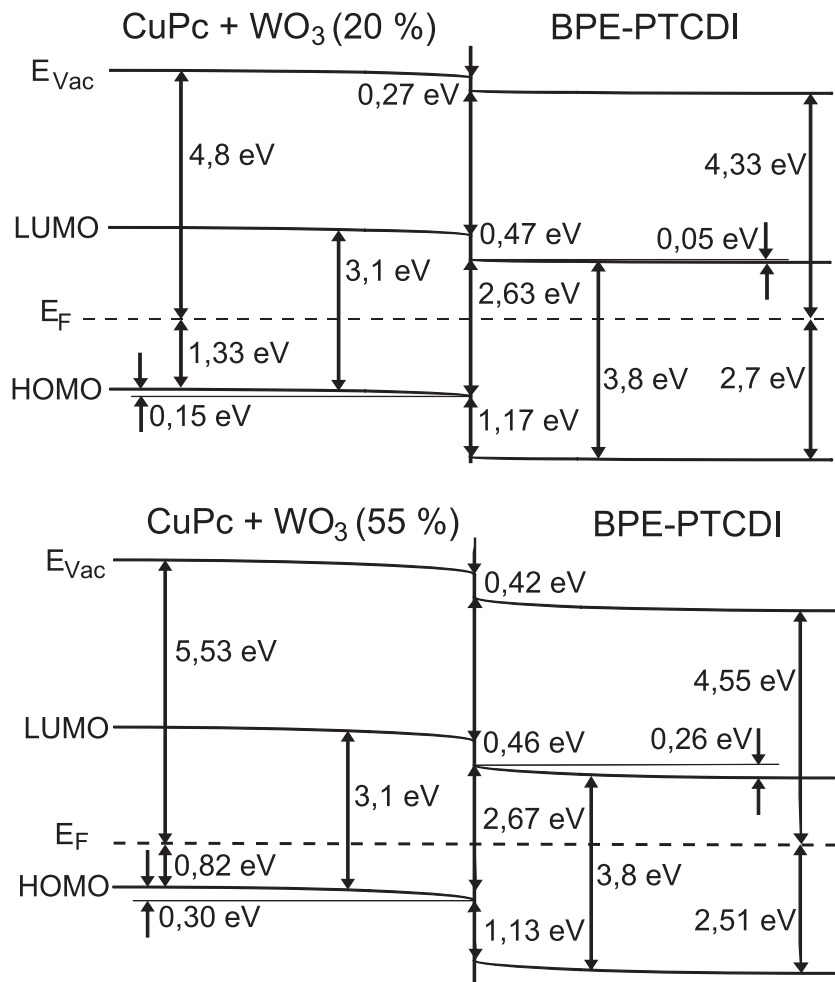 CuPc + WO3 (20 %) BPE-PTCDI
EVac
0,27 eV
4,8 eV
4,33 eV
LUMO
0,47 eV
0,05 eV
3,1 eV
2,63 eV
EF
1,33 eV
3,8 eV
2,7 eV
HOMO
0,15 eV
1,17 eV
CuPc + WO3 (55 %) BPE-PTCDI
EVac
0,42 eV
5,53 eV
4,55 eV
LUMO
0,46 eV
0,26 eV
3,1 eV
2,67 eV
EF
0,82 eV
3,8 eV
HOMO
0,30 eV
1,13 eV
2,51 eV